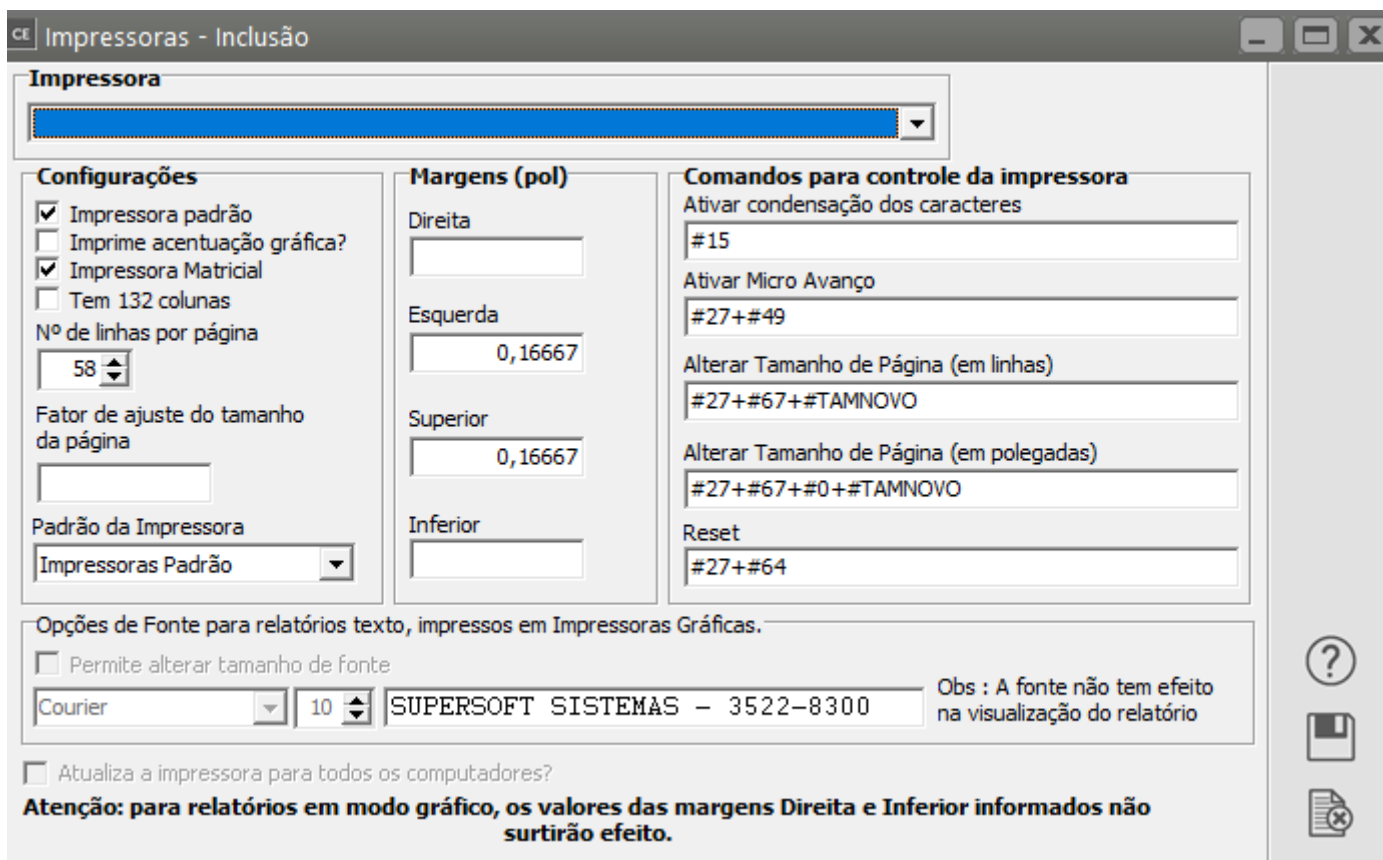 CE Impressoras - Inclusão
Impressora
Configurações
Impressora padrão
Imprime acentuação gráfica?
Impressora Matricial
Tem 132 colunas
Nº de linhas por página
58
Fator de ajuste do tamanho
da página
Padrão da Impressora
Impressoras Padrão
Margens (pol)
Direita
Esquerda
0,16667
Superior
0,16667
Inferior
Comandos para controle da impressora
Ativar condensação dos caracteres
#15
Ativar Micro Avanço
#27+#49
Alterar Tamanho de Página (em linhas)
#27+#67+#TAMNOVO
Alterar Tamanho de Página (em polegadas)
#27+#67+#0+#TAMNOVO
Reset
#27+#64
Opções de Fonte para relatórios texto, impressos em Impressoras Gráficas.
Permite alterar tamanho de fonte
Courier 10 SUPERSOFT SISTEMAS - 3522-8300
Obs : A fonte não tem efeito
na visualização do relatório
Atualiza a impressora para todos os computadores?
Atenção: para relatórios em modo gráfico, os valores das margens Direita e Inferior informados não
surtirão efeito.